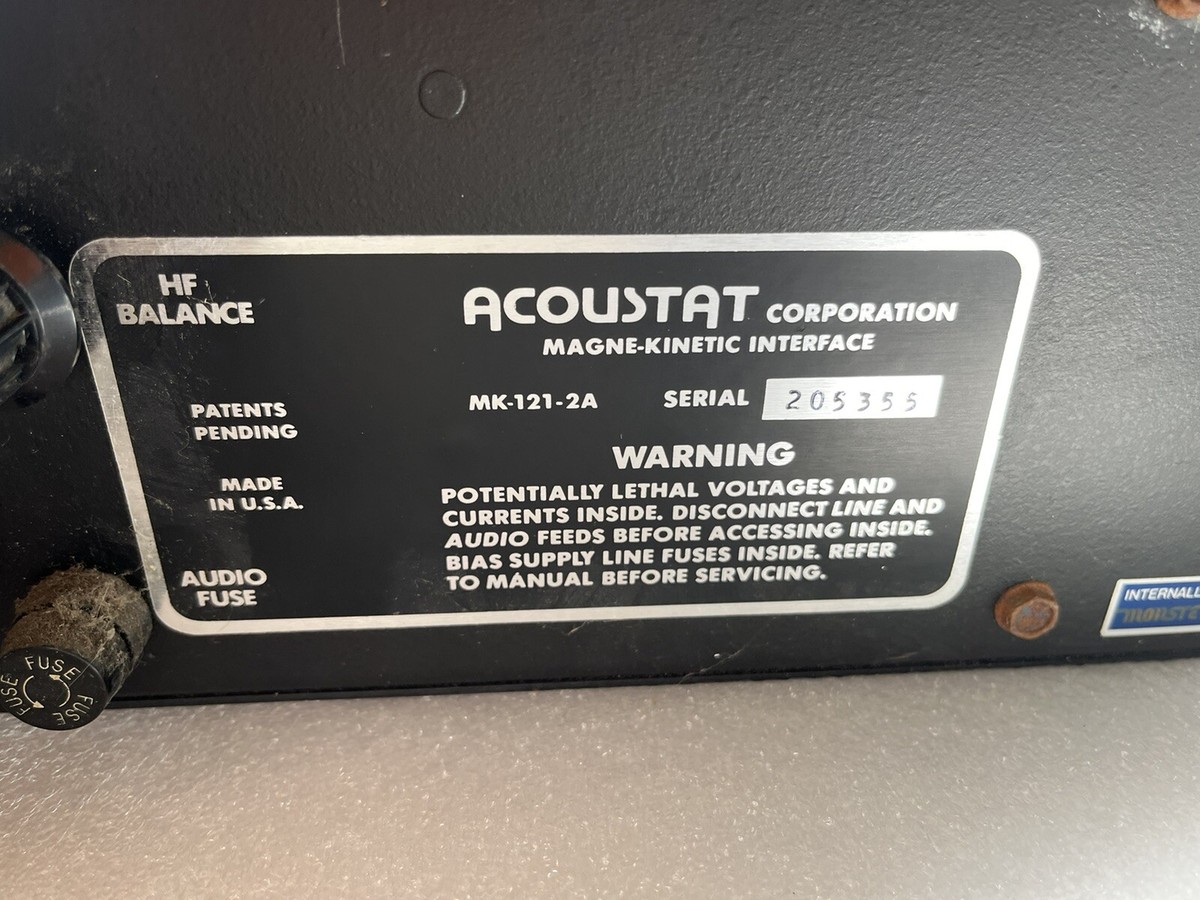 HF
BALANCE
PATENTS
PENDING
MADE
IN U.S.A.
AUDIO
FUSE
ACOUSTAT CORPORATION
MAGNE-KINETIC INTERFACE
MK-121-2A SERIAL 205355
WARNING
POTENTIALLY LETHAL VOLTAGES AND
CURRENTS INSIDE. DISCONNECT LINE AND
AUDIO FEEDS BEFORE ACCESSING INSIDE.
BIAS SUPPLY LINE FUSES INSIDE. REFER
TO MANUAL BEFORE SERVICING.
FUSE
FUSE
FUSE